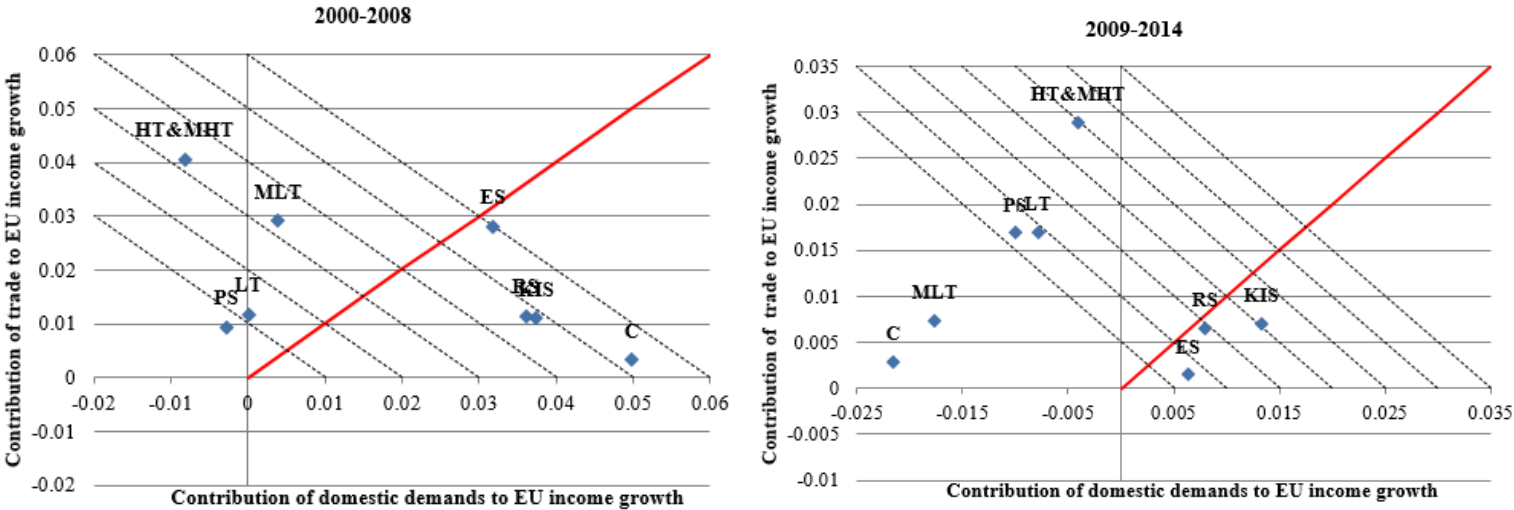 2000-2008
Contribution of trade to EU income growth
0.06
0.05
0.04
0.03
0.02
0.01
0
-0.01
-0.02
-0.02 -0.01 0 0.01 0.02 0.03 0.04 0.05 0.06
HT&MHT
MLT
ES
LT
PS
RS
KIS
C
Contribution of domestic demands to EU income growth
2009-2014
Contribution of trade to EU income growth
0.035
0.03
0.025
0.02
0.015
0.01
0.005
0
-0.005
-0.01
-0.025 -0.015 -0.005 0.005 0.015 0.025 0.035
HT&MHT
PS
LT
MLT
RS
KIS
C
ES
Contribution of domestic demands to EU income growth